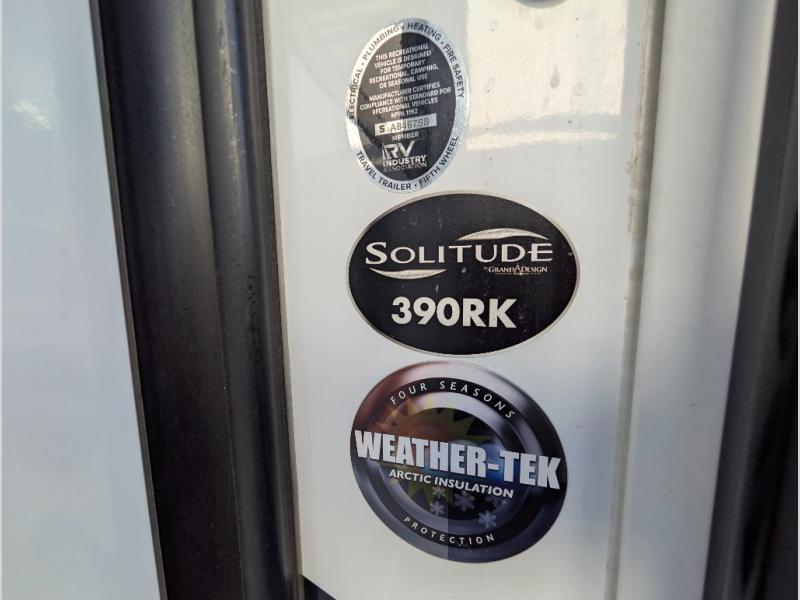 ELECTRICAL • PLUMBING • HEATING • FIRE SAFETY
THIS RECREATIONAL
VEHICLE IS DESIGNED
FOR TEMPORARY
RECREATIONAL, CAMPING,
OR SEASONAL USE
MANUFACTURER CERTIFIES
COMPLIANCE WITH STANDARD FOR
RECREATIONAL VEHICLES
NFPA 1192
S A846758
MEMBER
RV
INDUSTRY
ASSOCIATION
TRAVEL TRAILER • FIFTH WHEEL
SOLITUDE
BY GRAND DESIGN
390RK
FOUR SEASONS
WEATHER-TEK
ARCTIC INSULATION
PROTECTION